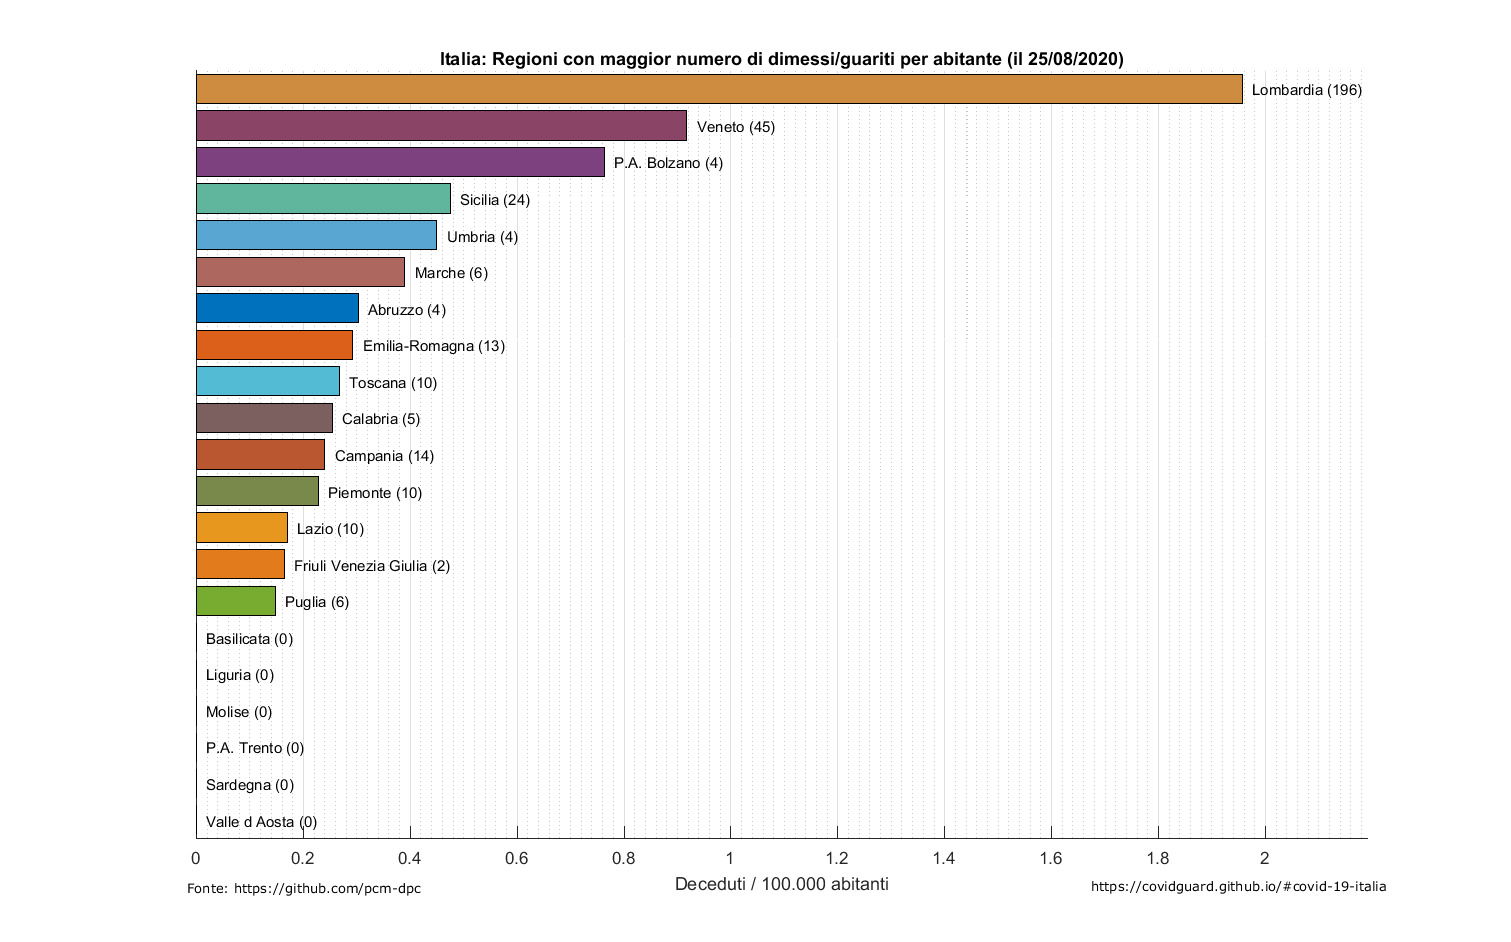 Italia: Regioni con maggior numero di dimessi/guariti per abitante (il 25/08/2020)
Lombardia (196)
Veneto (45)
P.A. Bolzano (4)
Sicilia (24)
Umbria (4)
Marche (6)
Abruzzo (4)
Emilia-Romagna (13)
Toscana (10)
Calabria (5)
Campania (14)
Piemonte (10)
Lazio (10)
Friuli Venezia Giulia (2)
Puglia (6)
Basilicata (0)
Liguria (0)
Molise (0)
P.A. Trento (0)
Sardegna (0)
Valle d Aosta (0)
0 0.2 0.4 0.6 0.8 1 1.2 1.4 1.6 1.8 2
Deceduti / 100.000 abitanti
Fonte: https://github.com/pcm-dpc
https://covidguard.github.io/#covid-19-italia